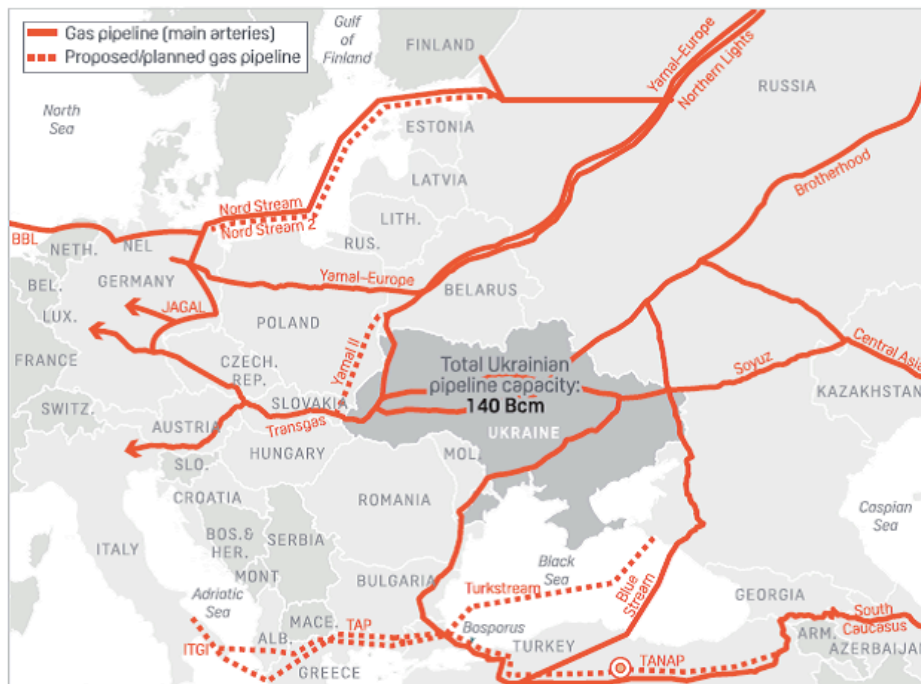 Gas pipeline (main arteries)
Proposed/planned gas pipeline
Gulf
of
Finland
FINLAND
Yamal–Europe
Northern Lights
RUSSIA
North
Sea
ESTONIA
Brotherhood
LATVIA
Nord Stream
Nord Stream 2
LITH.
RUS.
BBL
NETH.
NEL
GERMANY
Yamal–Europe
BELARUS
BEL.
JAGAL
LUX.
POLAND
Yamal II
Total Ukrainian
pipeline capacity:
140 Bcm
Soyuz
Central Asia
FRANCE
CZECH.
REP.
KAZAKHSTAN
SLOVAKIA
SWITZ.
AUSTRIA
Transgas
UKRAINE
HUNGARY
MOL.
SLO.
CROATIA
ROMANIA
Caspian
Sea
BOS.&
HER.
SERBIA
ITALY
MONT
Black
Sea
Blue
Stream
Adriatic
Sea
BULGARIA
Turkstream
GEORGIA
MACE.
TAP
Bosporus
South
Caucasus
ITGI
ALB.
TURKEY
ARM.
GREECE
TANAP
AZERBAIJAN